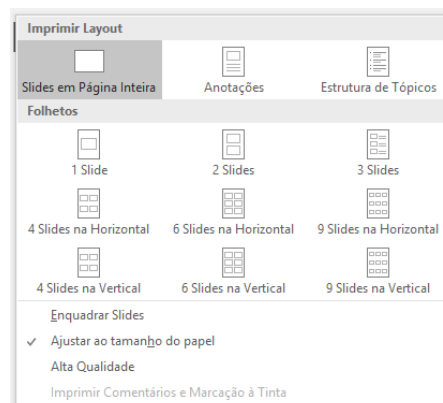 Imprimir Layout
Slides em Página Inteira
Anotações
Estrutura de Tópicos
Folhetos
1 Slide
2 Slides
3 Slides
4 Slides na Horizontal
6 Slides na Horizontal
9 Slides na Horizontal
4 Slides na Vertical
6 Slides na Vertical
9 Slides na Vertical
Enquadrar Slides
Ajustar ao tamanho do papel
Alta Qualidade
Imprimir Comentários e Marcação à Tinta